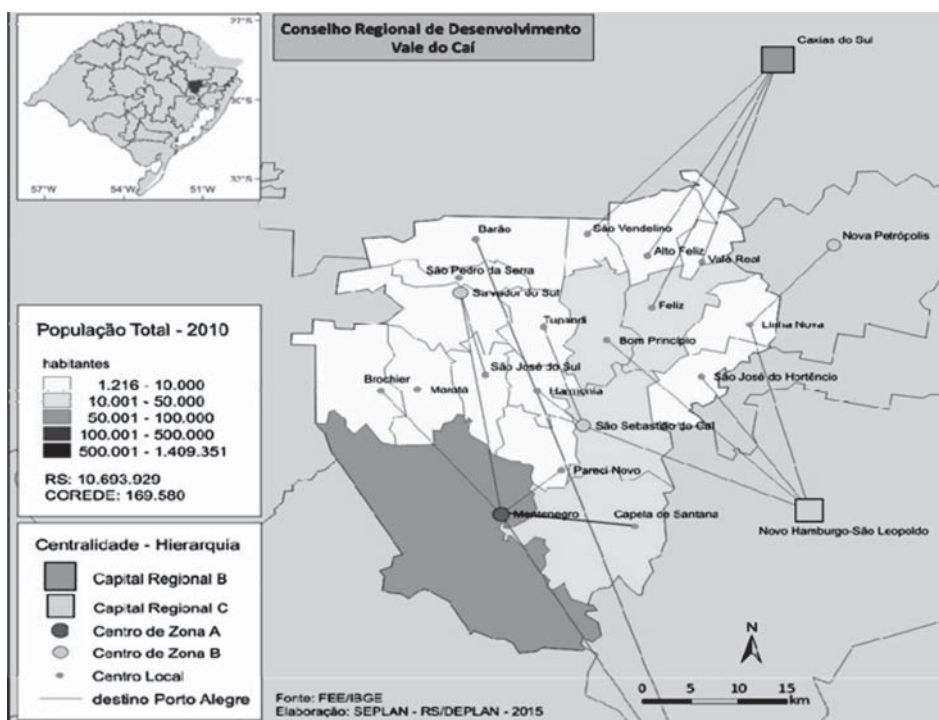 Conselho Regional de Desenvolvimento
Vale do Caí
27°S
30°S
33°S
57°W
54°W
51°W
Caxias do Sul
Barão
São Vendelino
Alto Feliz
Vale Real
Nova Petrópolis
São Pedro da Serra
Salvador do Sul
Tupandi
Feliz
Linha Nova
Bom Princípio
Brochier
Maratá
São José do Sul
Harmonia
São José do Hortêncio
São Sebastião do Caí
Pareci Novo
Montenegro
Capela de Santana
Novo Hamburgo-São Leopoldo
População Total - 2010
habitantes
1.216 - 10.000
10.001 - 50.000
50.001 - 100.000
100.001 - 500.000
500.001 - 1.409.351
RS: 10.693.929
COREDE: 169.580
Centralidade - Hierarquia
Capital Regional B
Capital Regional C
Centro de Zona A
Centro de Zona B
Centro Local
destino Porto Alegre
N
0 5 10 15
km
Fonte: FEE/IBGE
Elaboração: SEPLAN - RS/DEPLAN - 2015